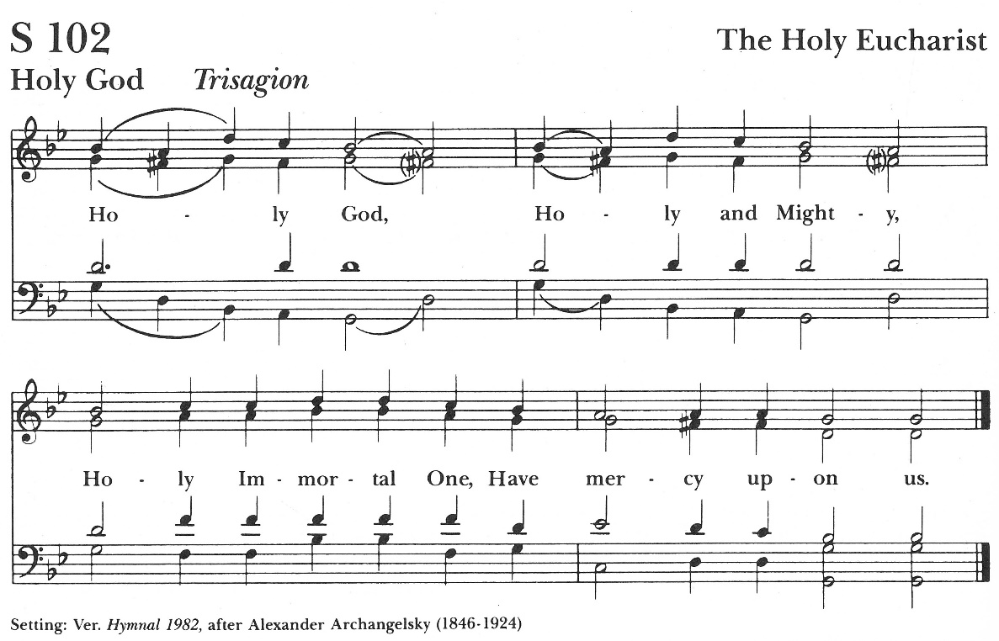 S 102
The Holy Eucharist
Holy God Trisagion
Ho - ly God, Ho - ly and Might - y,
Ho - ly Im - mor - tal One, Have mer - cy up - on us.
Setting: Ver. Hymnal 1982, after Alexander Archangelsky (1846-1924)